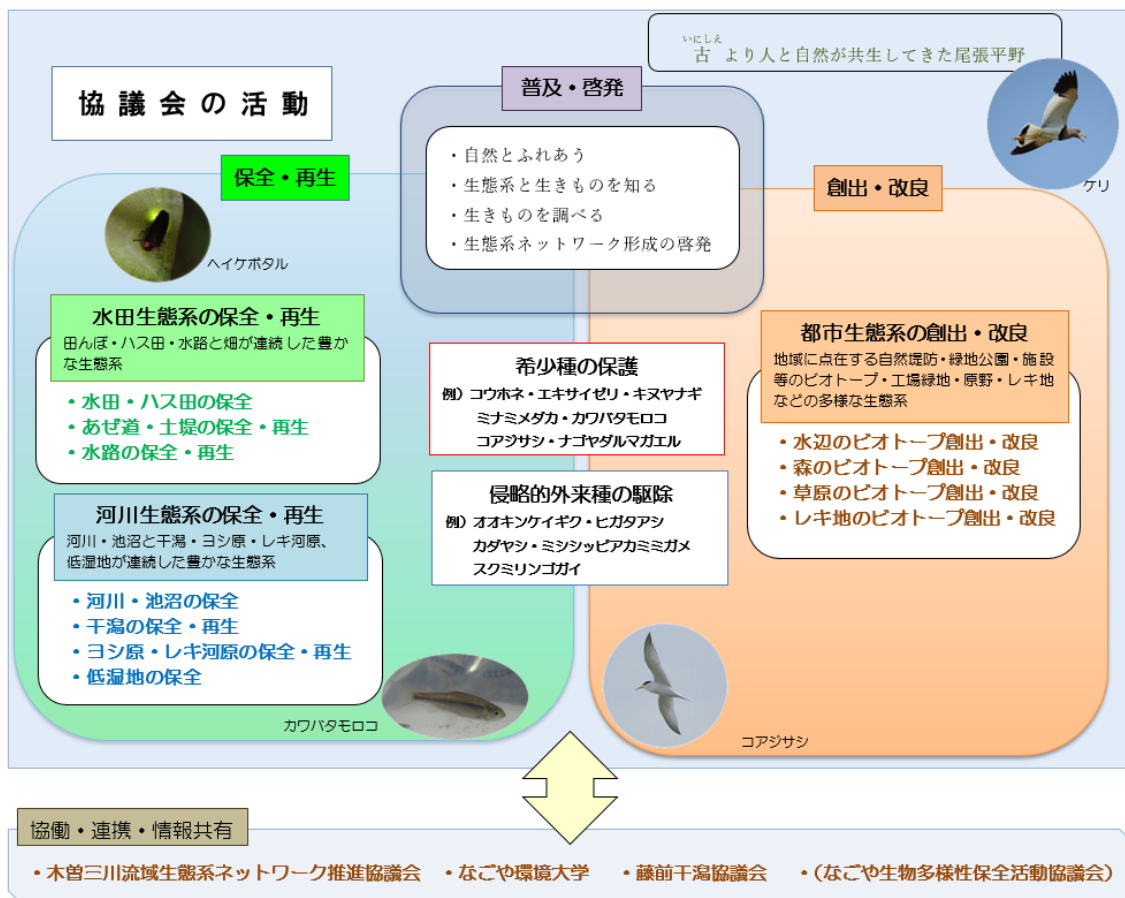 いにしえ
古より人と自然が共生してきた尾張平野
協議会の活動
普及・啓発
・自然とふれあう
・生態系と生きものを知る
・生きものを調べる
・生態系ネットワーク形成の啓発
ケリ
保全・再生
ヘイケボタル
水田生態系の保全・再生
田んぼ・ハス田・水路と畑が連続した豊か
な生態系
・水田・ハス田の保全
・あぜ道・土堤の保全・再生
・水路の保全・再生
河川生態系の保全・再生
河川・池沼と干潟・ヨシ原・レキ河原、
低湿地が連続した豊かな生態系
・河川・池沼の保全
・干潟の保全・再生
・ヨシ原・レキ河原の保全・再生
・低湿地の保全
カワバタモロコ
希少種の保護
例）コウホネ・エキサイゼリ・キヌヤナギ
ミナミメダカ・カワバタモロコ
コアジサシ・ナゴヤダルマガエル
侵略的外来種の駆除
例）オオキンケイギク・ヒガタアシ
カダヤシ・ミシシッピアカミミガメ
スクミリンゴガイ
創出・改良
都市生態系の創出・改良
地域に点在する自然堤防・緑地公園・施設
等のビオトープ・工場緑地・原野・レキ地
などの多様な生態系
・水辺のビオトープ創出・改良
・森のビオトープ創出・改良
・草原のビオトープ創出・改良
・レキ地のビオトープ創出・改良
コアジサシ
協働・連携・情報共有
・木曽三川流域生態系ネットワーク推進協議会 ・なごや環境大学 ・藤前干潟協議会 ・（なごや生物多様性保全活動協議会）